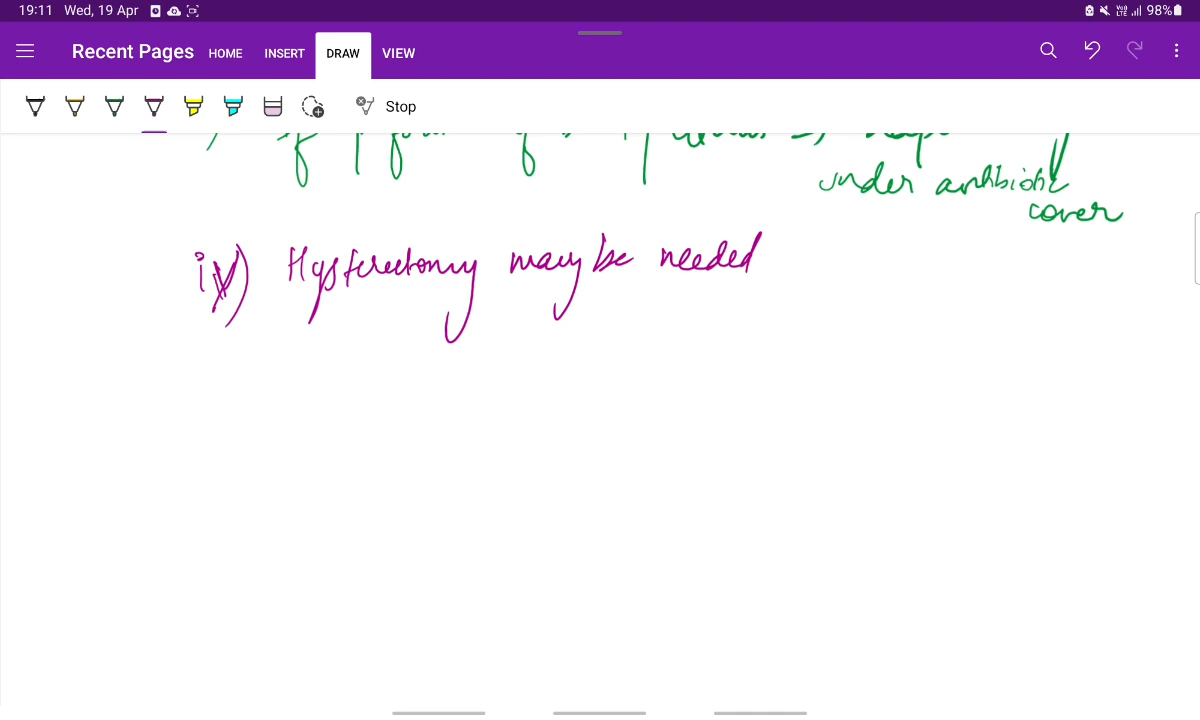 19:11 Wed, 19 Apr 98%
Recent Pages HOME INSERT DRAW VIEW
Stop
under antibiotic
cover
iv) Hysterectomy may be needed